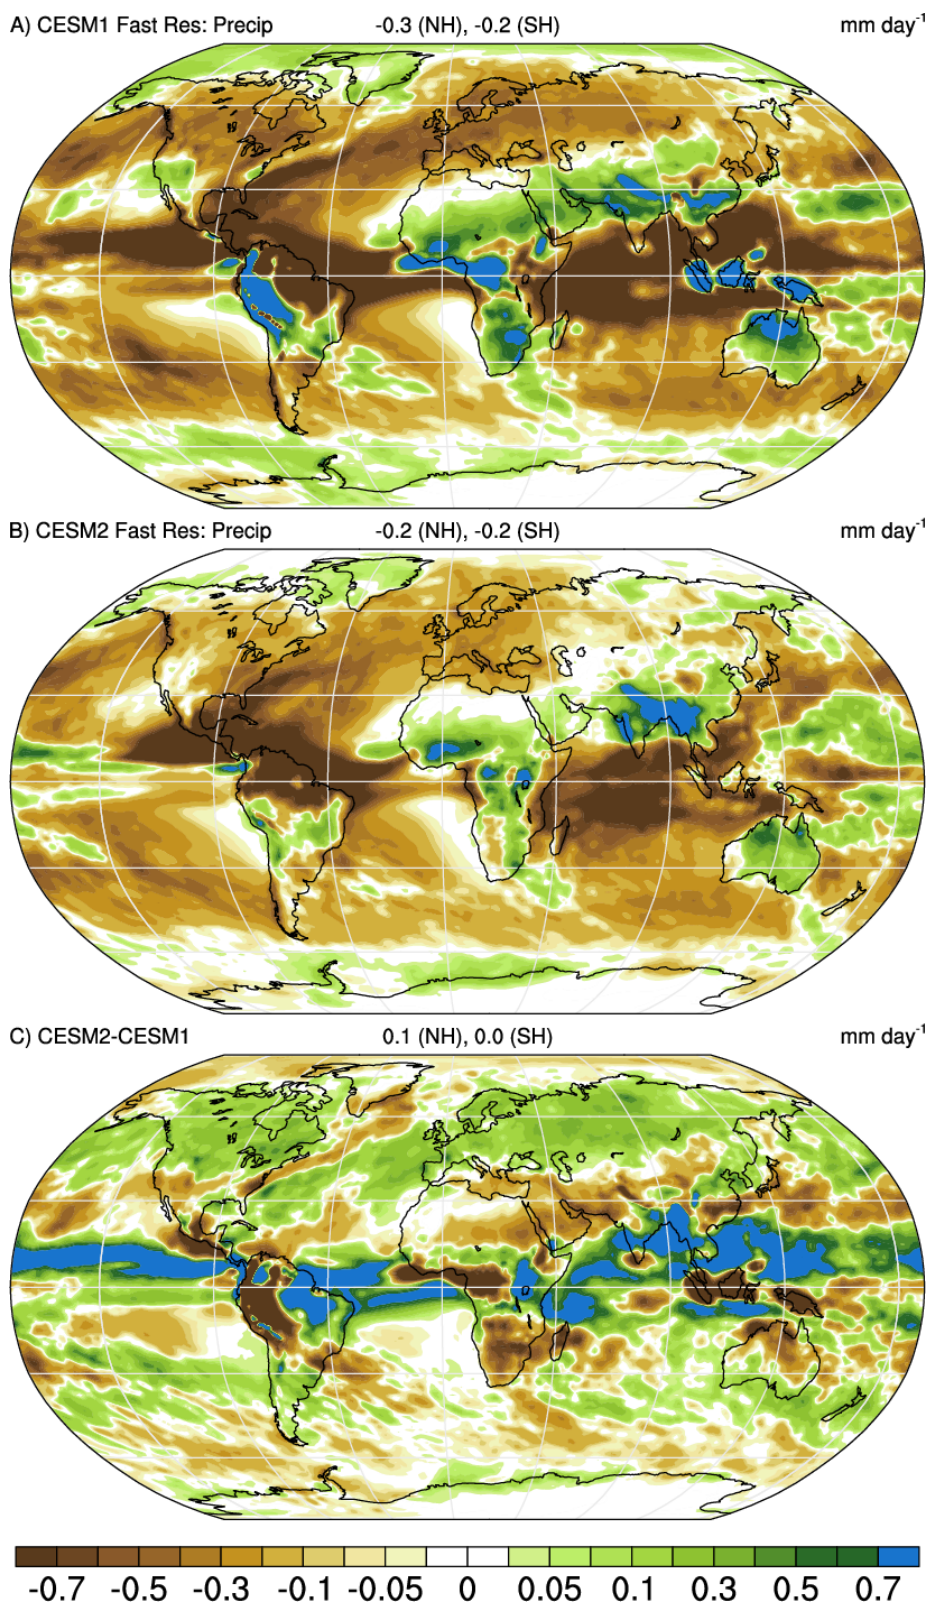 A) CESM1 Fast Res: Precip -0.3 (NH), -0.2 (SH) mm day-1
B) CESM2 Fast Res: Precip -0.2 (NH), -0.2 (SH) mm day-1
C) CESM2-CESM1 0.1 (NH), 0.0 (SH) mm day-1
-0.7 -0.5 -0.3 -0.1 -0.05 0 0.05 0.1 0.3 0.5 0.7